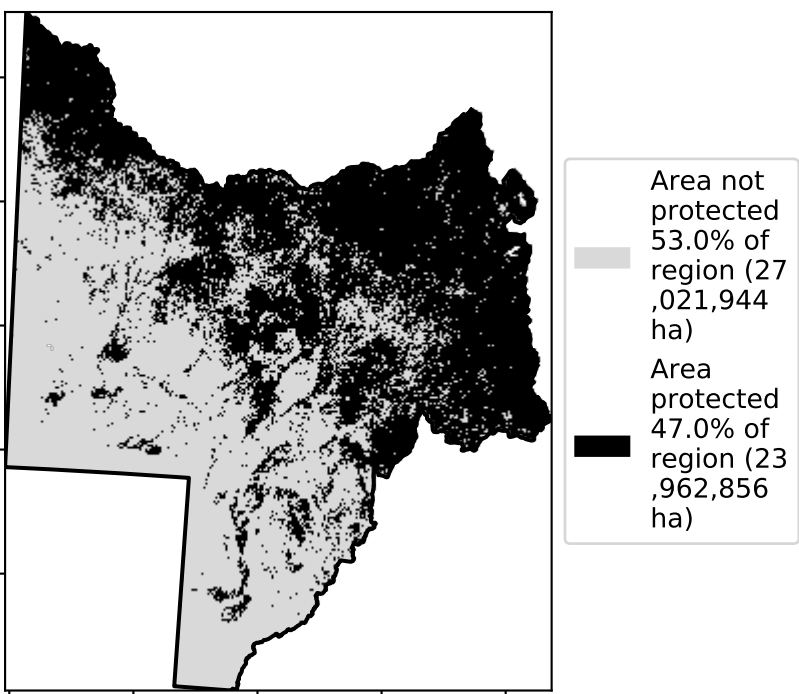 Area not
protected
53.0% of
region (27
,021,944
ha)
Area
protected
47.0% of
region (23
,962,856
ha)